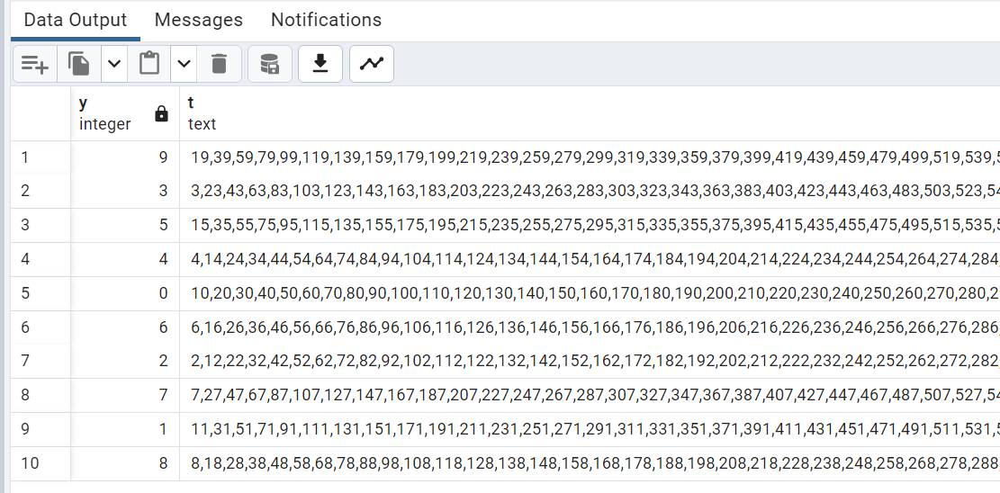 Data Output Messages Notifications
y t
integer text
1 9 19,39,59,79,99,119,139,159,179,199,219,239,259,279,299,319,339,359,379,399,419,439,459,479,499,519,539,
2 3 3,23,43,63,83,103,123,143,163,183,203,223,243,263,283,303,323,343,363,383,403,423,443,463,483,503,523,
3 5 15,35,55,75,95,115,135,155,175,195,215,235,255,275,295,315,335,355,375,395,415,435,455,475,495,515,535,
4 4 4,14,24,34,44,54,64,74,84,94,104,114,124,134,144,154,164,174,184,194,204,214,224,234,244,254,264,274,284,
5 0 10,20,30,40,50,60,70,80,90,100,110,120,130,140,150,160,170,180,190,200,210,220,230,240,250,260,270,280,
6 6 6,16,26,36,46,56,66,76,86,96,106,116,126,136,146,156,166,176,186,196,206,216,226,236,246,256,266,276,286,
7 2 2,12,22,32,42,52,62,72,82,92,102,112,122,132,142,152,162,172,182,192,202,212,222,232,242,252,262,272,282,
8 7 7,27,47,67,87,107,127,147,167,187,207,227,247,267,287,307,327,347,367,387,407,427,447,467,487,507,527,
9 1 11,31,51,71,91,111,131,151,171,191,211,231,251,271,291,311,331,351,371,391,411,431,451,471,491,511,531,
10 8 8,18,28,38,48,58,68,78,88,98,108,118,128,138,148,158,168,178,188,198,208,218,228,238,248,258,268,278,288,